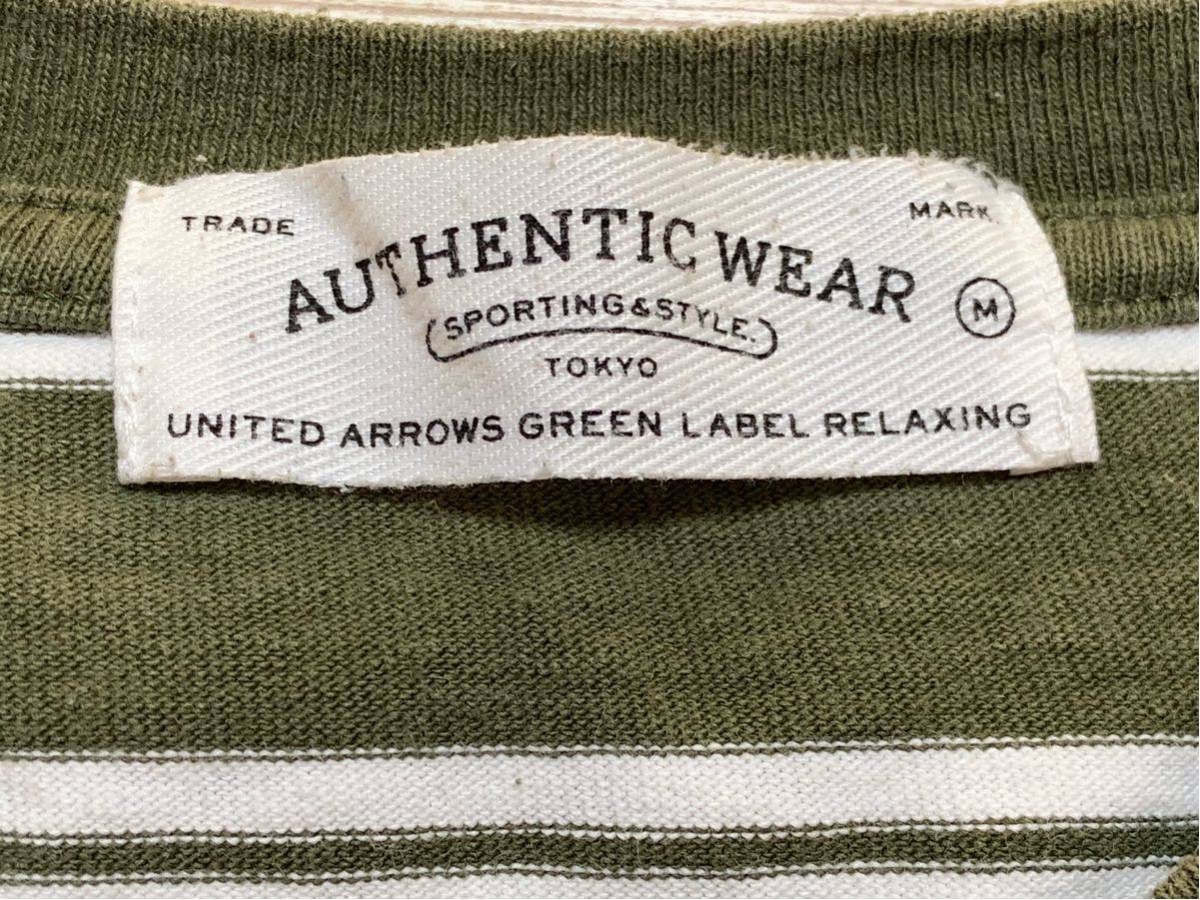 TRADE MARK
AUTHENTIC WEAR
M
SPORTING & STYLE.
TOKYO
UNITED ARROWS GREEN LABEL RELAXING